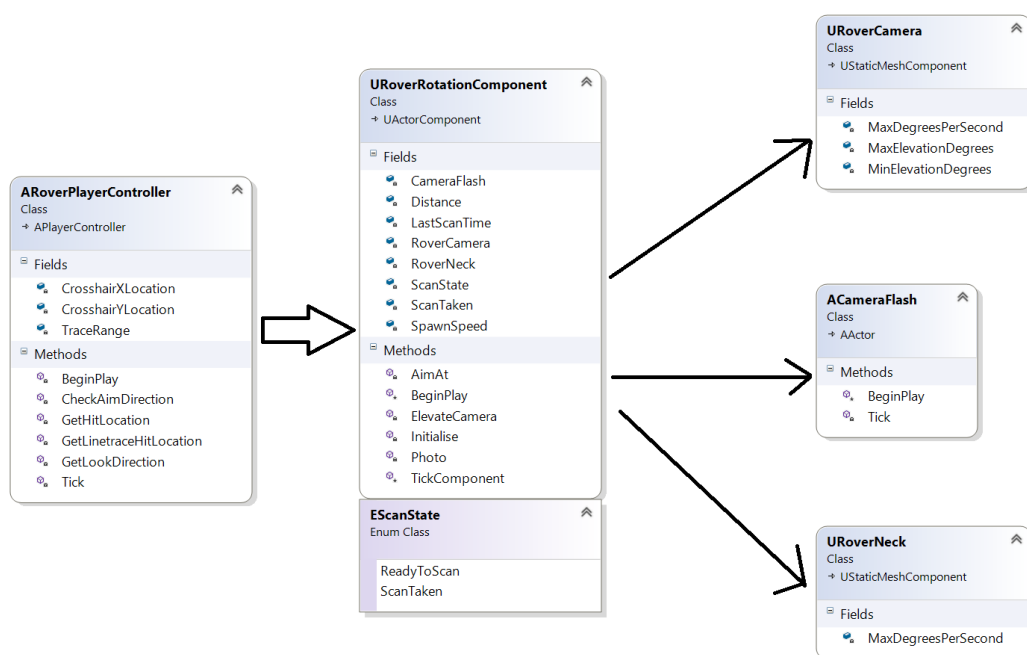 ARoverPlayerController
Class
→ APlayerController
Fields
CrosshairXLocation
CrosshairYLocation
TraceRange
Methods
BeginPlay
CheckAimDirection
GetHitLocation
GetLinetraceHitLocation
GetLookDirection
Tick
URoverRotationComponent
Class
→ UActorComponent
Fields
CameraFlash
Distance
LastScanTime
RoverCamera
RoverNeck
ScanState
ScanTaken
SpawnSpeed
Methods
AimAt
BeginPlay
ElevateCamera
Initialise
Photo
TickComponent
EScanState
Enum Class
ReadyToScan
ScanTaken
URoverCamera
Class
→ UStaticMeshComponent
Fields
MaxDegreesPerSecond
MaxElevationDegrees
MinElevationDegrees
ACameraFlash
Class
→ AActor
Methods
BeginPlay
Tick
URoverNeck
Class
→ UStaticMeshComponent
Fields
MaxDegreesPerSecond